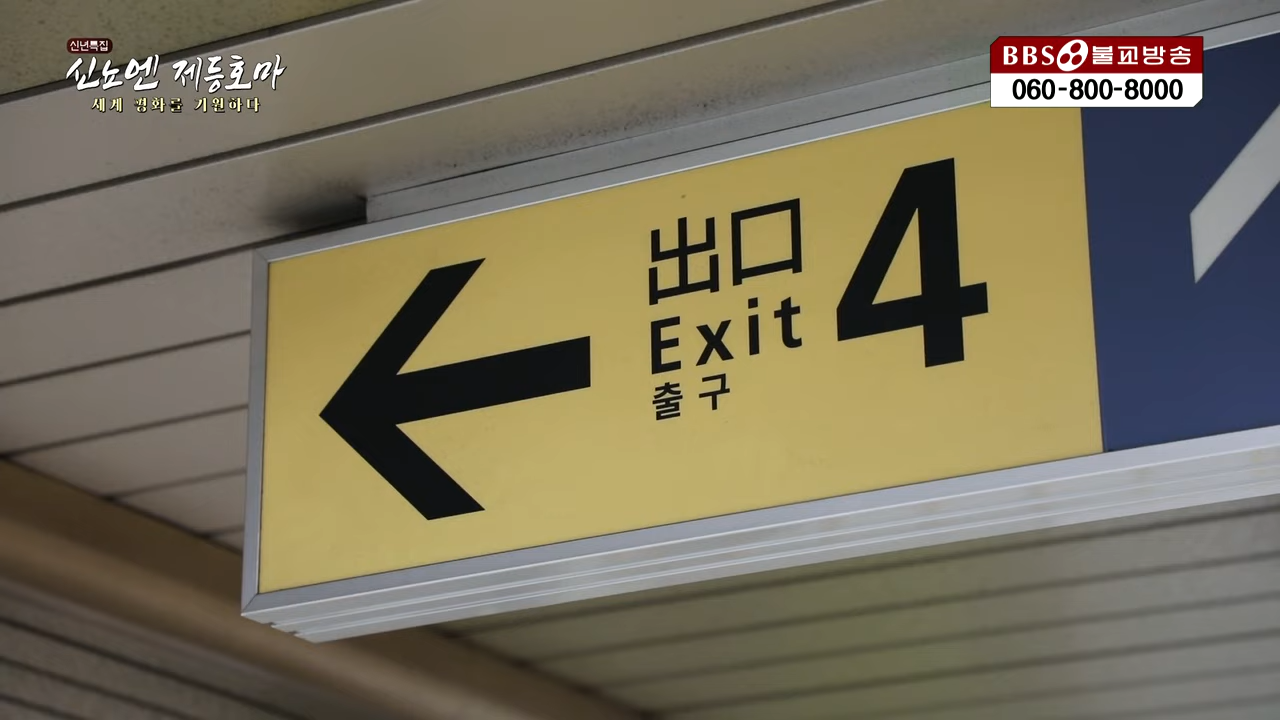 신년특집
신뇨엔 제등호마
세계 평화를 기원하다
BBS 불교방송
060-800-8000
出口
Exit
출구
4